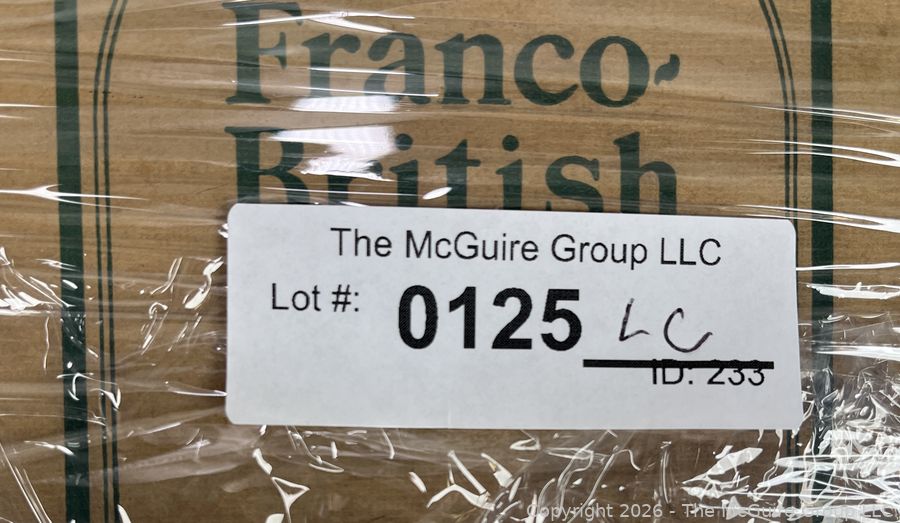 Franco-
British
The McGuire Group LLC
Lot #: 0125 LC
ID: 233
Copyright 2026 - The McGuire Group LLC